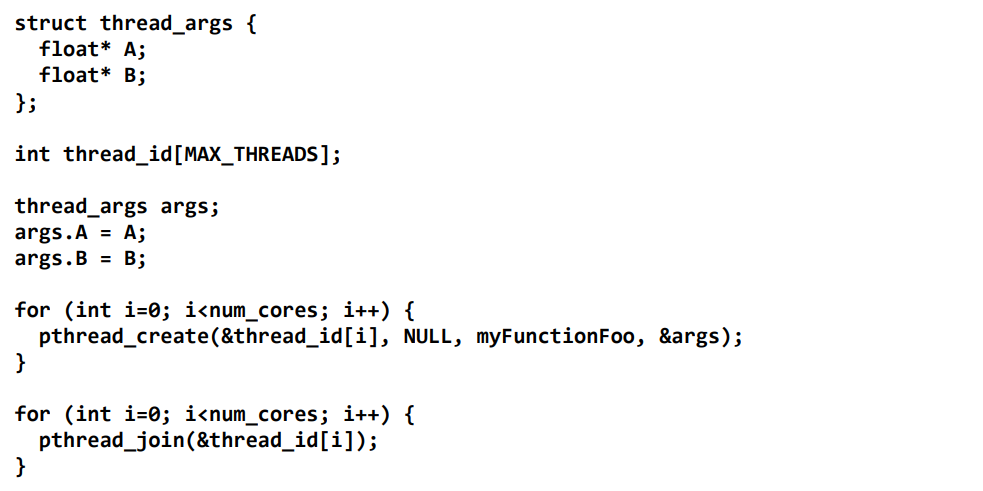 struct thread_args {
  float* A;
  float* B;
};

int thread_id[MAX_THREADS];

thread_args args;
args.A = A;
args.B = B;

for (int i=0; i<num_cores; i++) {
  pthread_create(&thread_id[i], NULL, myFunctionFoo, &args);
}

for (int i=0; i<num_cores; i++) {
  pthread_join(&thread_id[i]);
}